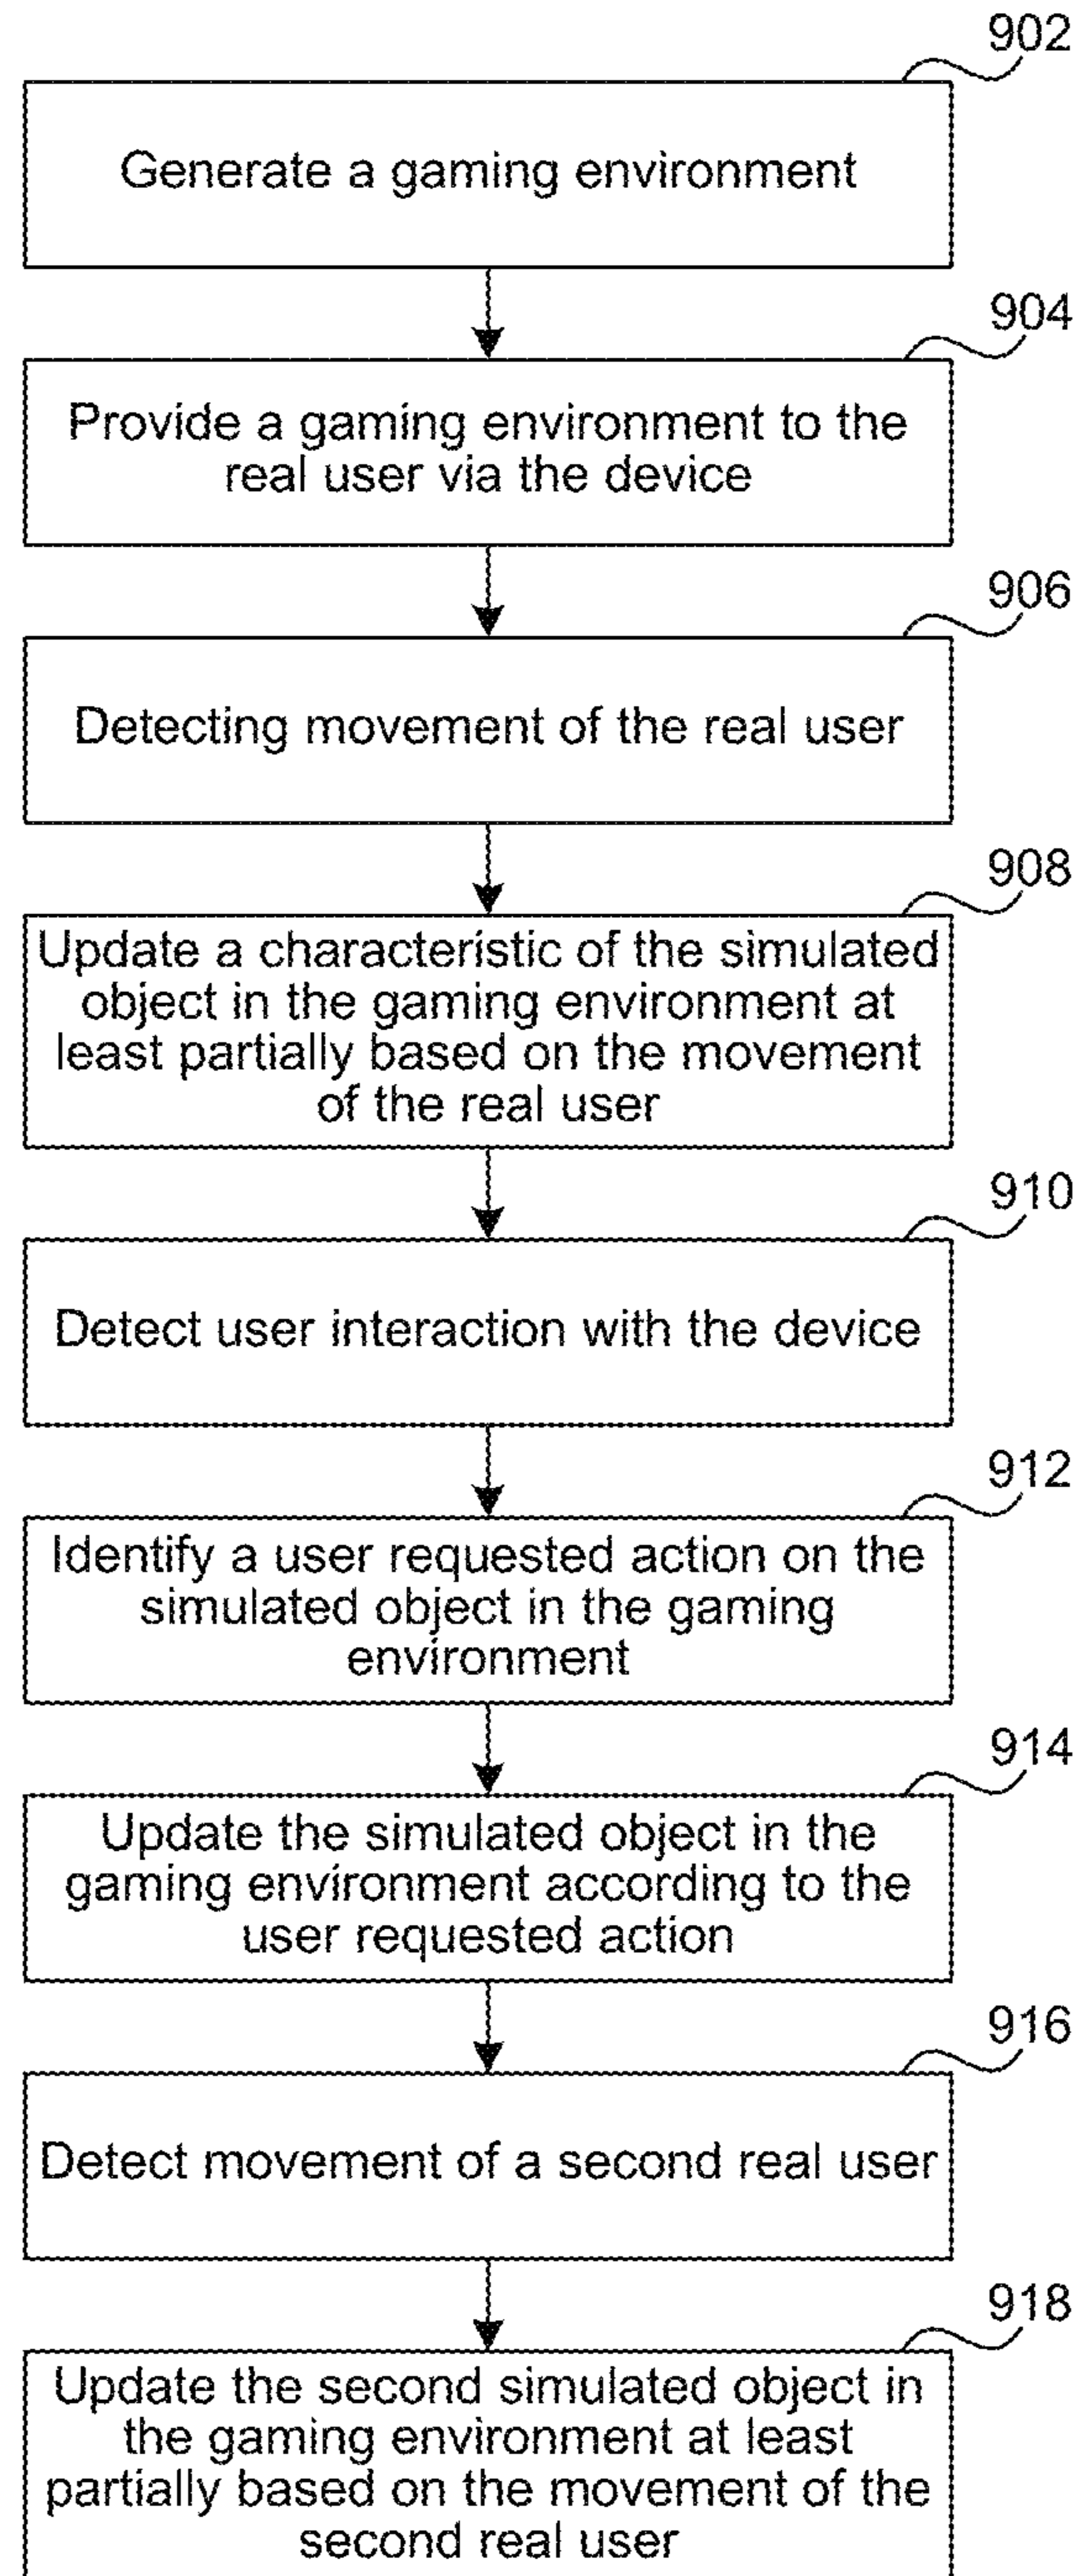 902
Generate a gaming environment
904
Provide a gaming environment to the
real user via the device
906
Detecting movement of the real user
908
Update a characteristic of the simulated
object in the gaming environment at
least partially based on the movement
of the real user
910
Detect user interaction with the device
912
Identify a user requested action on the
simulated object in the gaming
environment
914
Update the simulated object in the
gaming environment according to the
user requested action
916
Detect movement of a second real user
918
Update the second simulated object in
the gaming environment at least
partially based on the movement of the
second real user